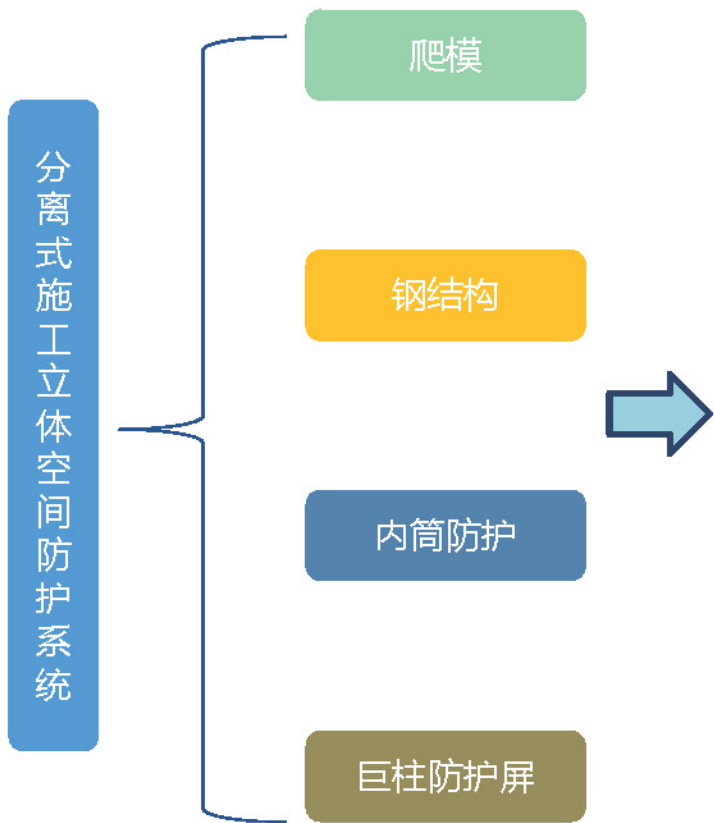 分离式施工立体空间防护系统
爬模
钢结构
内筒防护
巨柱防护屏